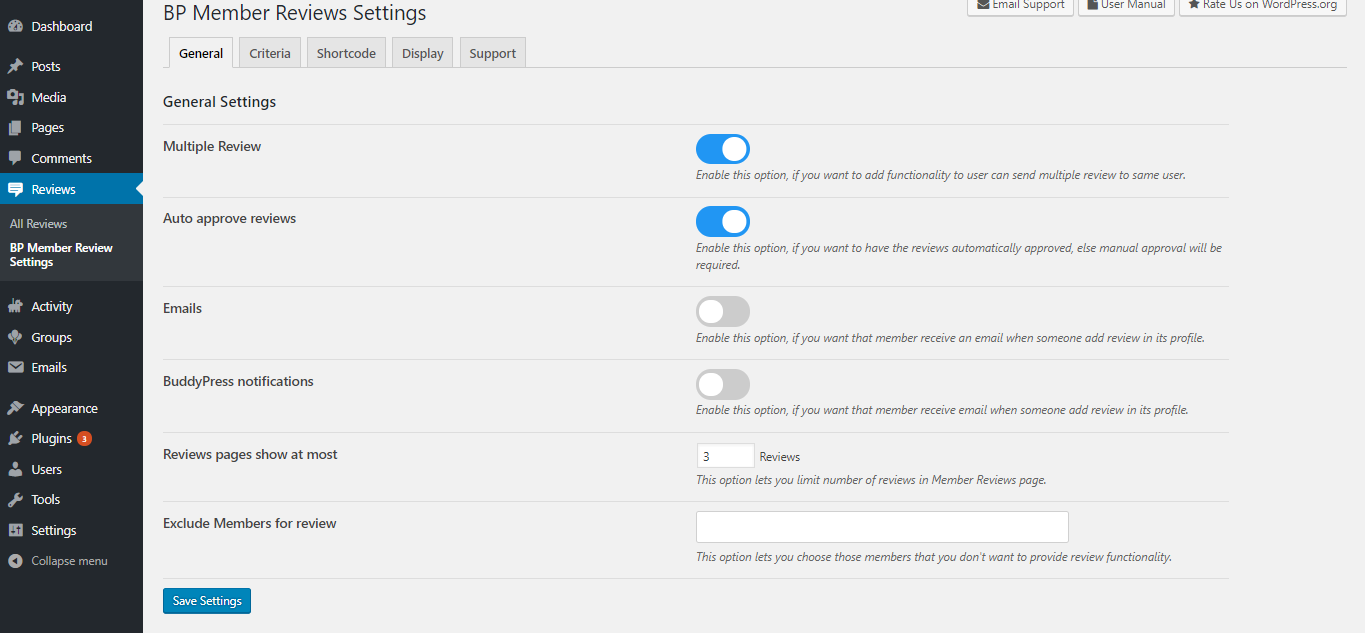 Dashboard
Posts
Media
Pages
Comments
Reviews
All Reviews
BP Member Review
Settings
Activity
Groups
Emails
Appearance
Plugins 3
Users
Tools
Settings
Collapse menu
BP Member Reviews Settings
Email Support
User Manual
Rate Us on WordPress.org
General
Criteria
Shortcode
Display
Support
General Settings
Multiple Review
Enable this option, if you want to add functionality to user can send multiple review to same user.
Auto approve reviews
Enable this option, if you want to have the reviews automatically approved, else manual approval will be
required.
Emails
Enable this option, if you want that member receive an email when someone add review in its profile.
BuddyPress notifications
Enable this option, if you want that member receive email when someone add review in its profile.
Reviews pages show at most
3 Reviews
This option lets you limit number of reviews in Member Reviews page.
Exclude Members for review
This option lets you choose those members that you don't want to provide review functionality.
Save Settings